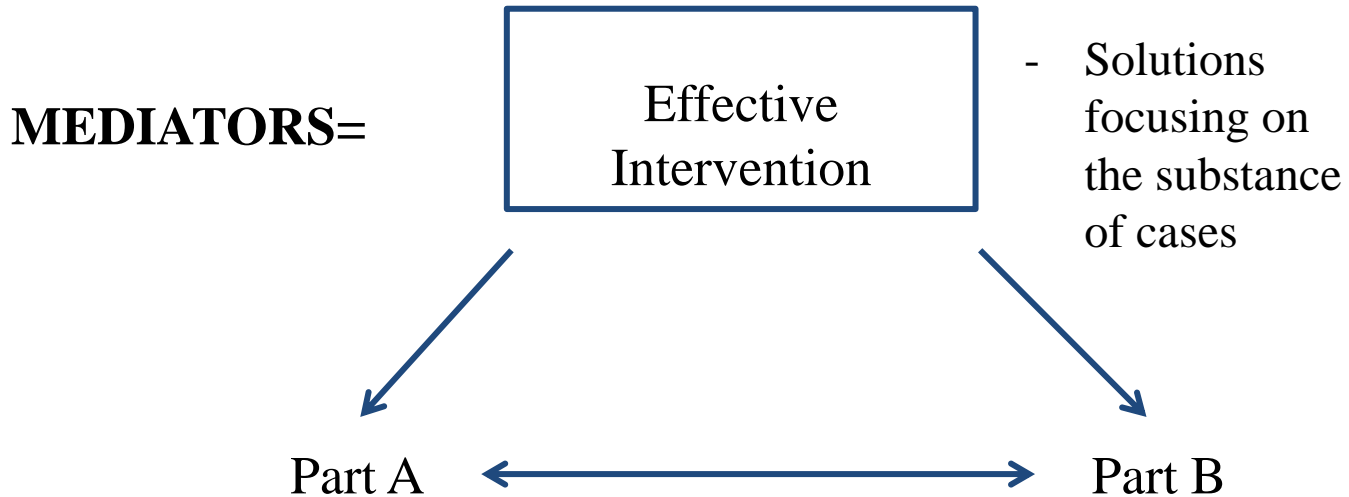 MEDIATORS=
Effective
Intervention
- Solutions
focusing on
the substance
of cases
Part A
Part B